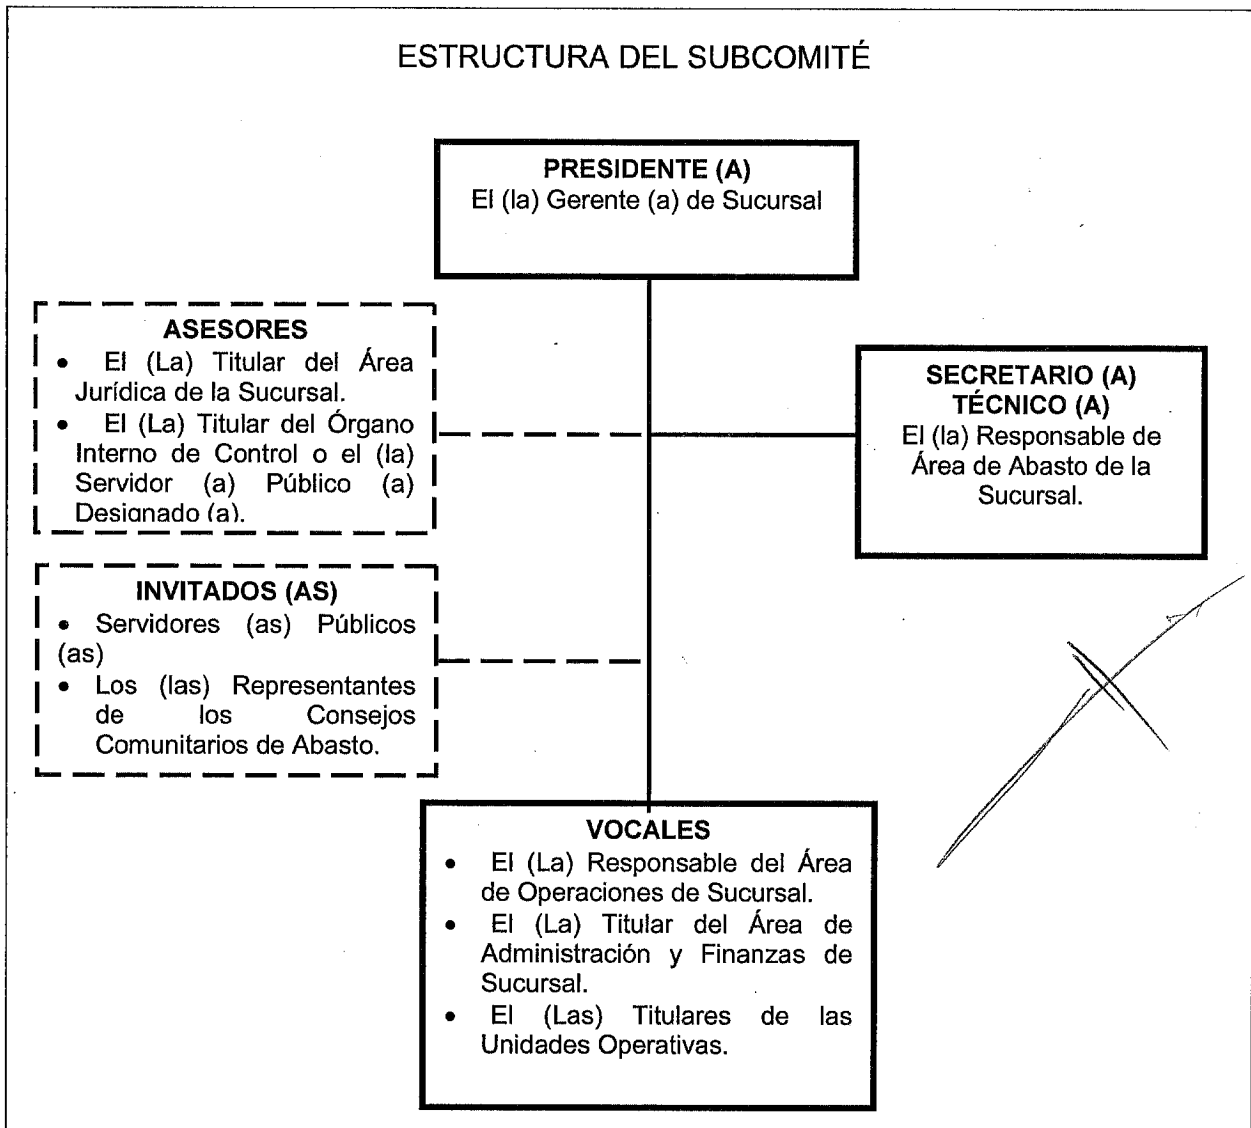 ESTRUCTURA DEL SUBCOMITÉ
PRESIDENTE (A)
El (la) Gerente (a) de Sucursal
ASESORES
• El (La) Titular del Área
Jurídica de la Sucursal.
• El (La) Titular del Órgano
Interno de Control o el (la)
Servidor (a) Público (a)
Designado (a).
SECRETARIO (A)
TÉCNICO (A)
El (la) Responsable de
Área de Abasto de la
Sucursal.
INVITADOS (AS)
• Servidores (as) Públicos
(as)
• Los (las) Representantes
de los Consejos
Comunitarios de Abasto.
VOCALES
• El (La) Responsable del Área
de Operaciones de Sucursal.
• El (La) Titular del Área de
Administración y Finanzas de
Sucursal.
• El (Las) Titulares de las
Unidades Operativas.